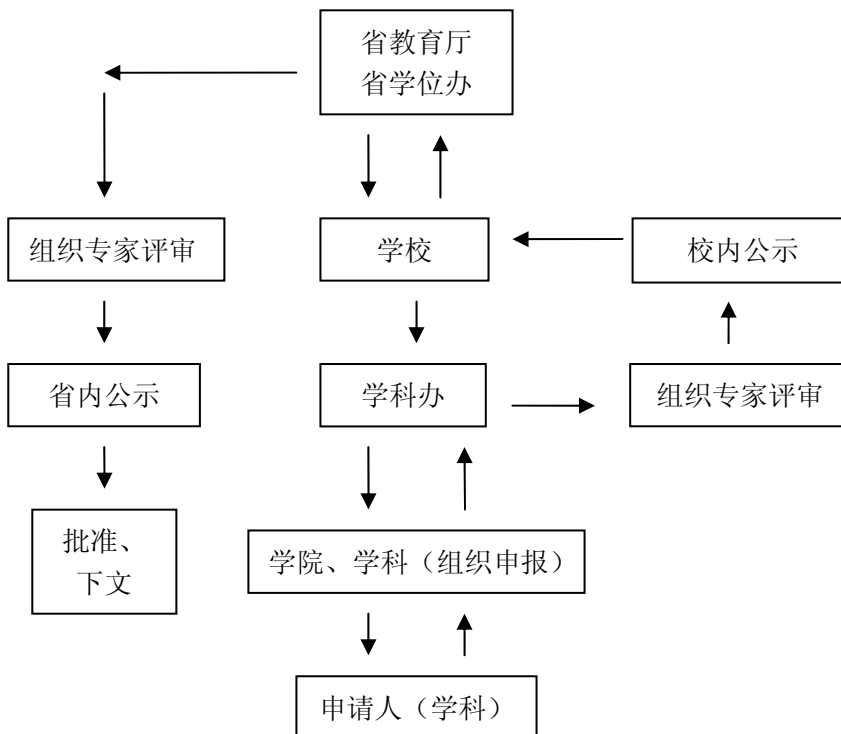 省教育厅
省学位办
组织专家评审
学校
校内公示
省内公示
学科办
组织专家评审
批准、
下文
学院、学科（组织申报）
申请人（学科）